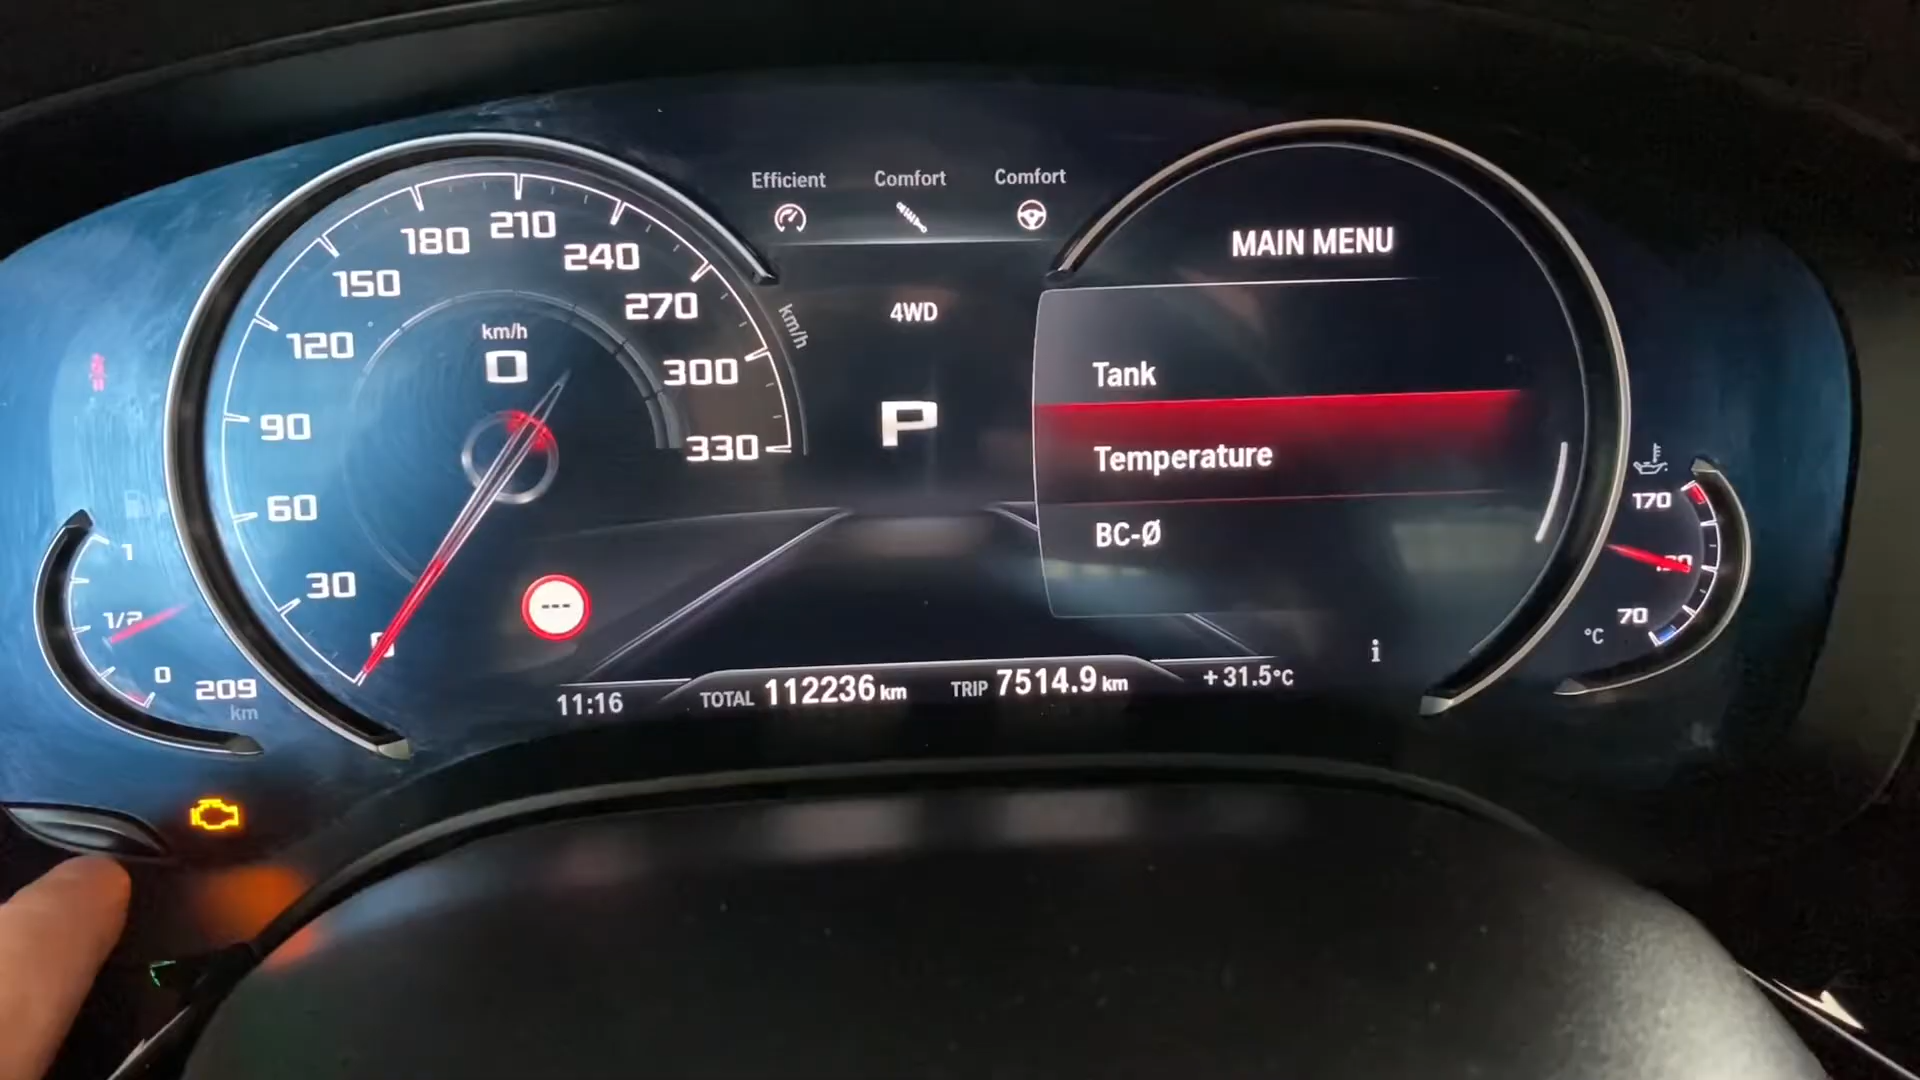 Efficient Comfort Comfort
km/h
0
0 30 60 90 120 150 180 210 240 270 300 330
km/h
4WD
P
MAIN MENU
Tank
Temperature
BC-Ø
1
1/2
0
209 km
---
170
70
°C
i
11:16 TOTAL 112236 km TRIP 7514.9 km +31.5°C